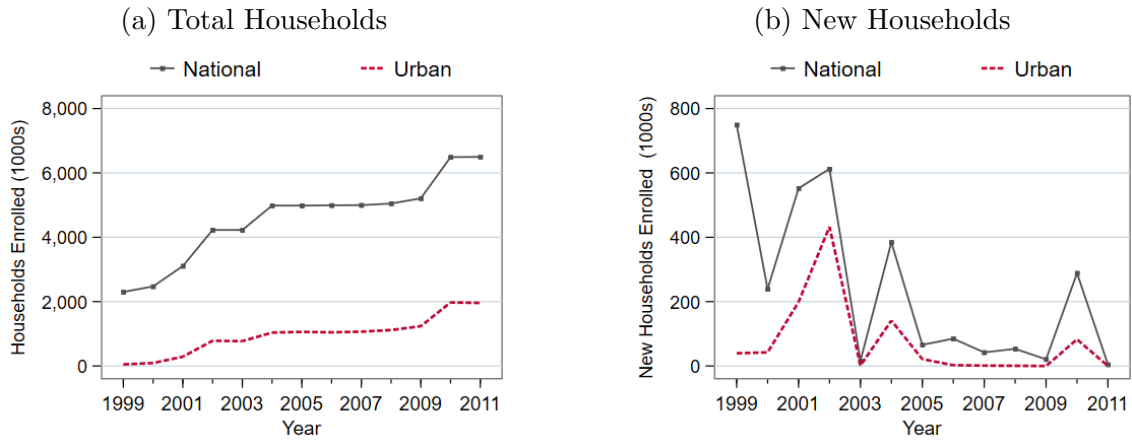 (a) Total Households
National Urban
Households Enrolled (1000s)
8,000
6,000
4,000
2,000
0
1999 2001 2003 2005 2007 2009 2011
Year
(b) New Households
National Urban
New Households Enrolled (1000s)
800
600
400
200
0
1999 2001 2003 2005 2007 2009 2011
Year